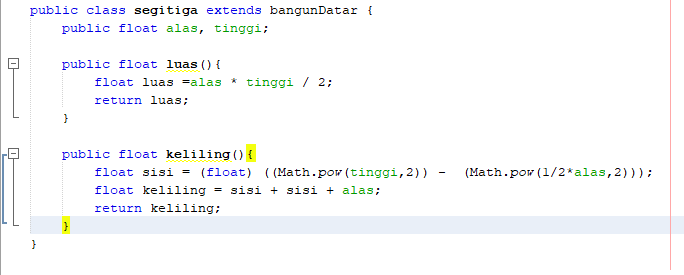 public class segitiga extends bangunDatar {
public float alas, tinggi;
public float luas(){
float luas =alas * tinggi / 2;
return luas;
}
public float keliling(){
float sisi = (float) ((Math.pow(tinggi,2)) - (Math.pow(1/2*alas,2)));
float keliling = sisi + sisi + alas;
return keliling;
}
}